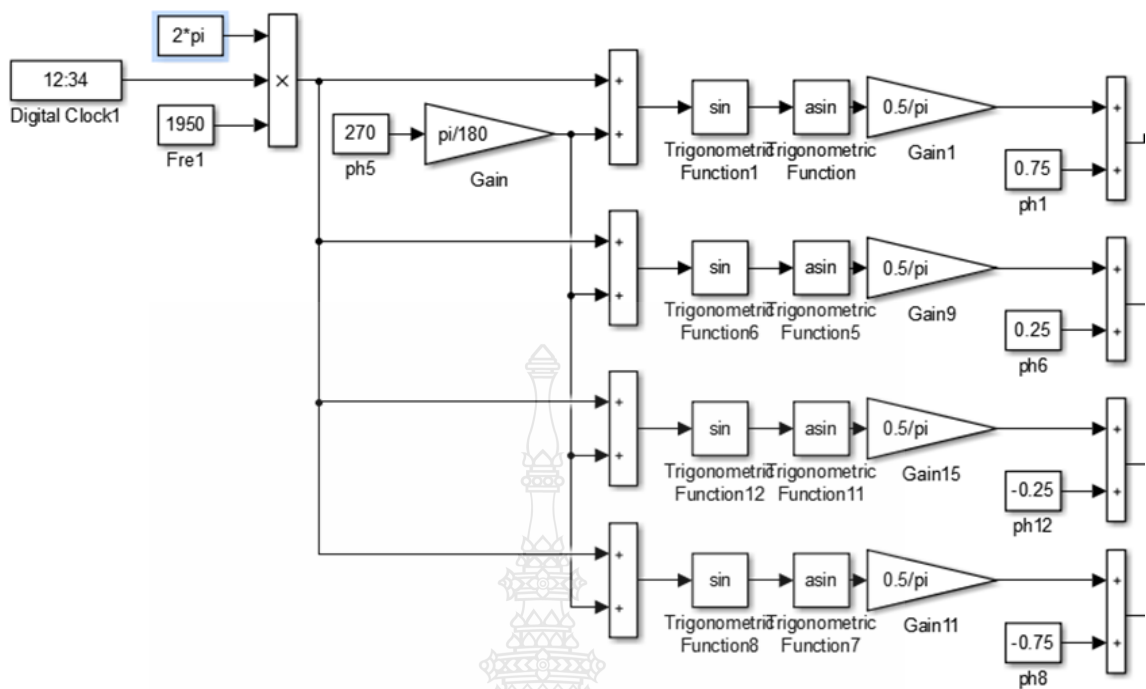 2*pi
12:34
×
Digital Clock1
1950
Fre1
270
ph5
pi/180
Gain
+
+
sin
asin
0.5/pi
Trigonometric
Function1
Trigonometric
Function
Gain1
+
0.75
+
ph1
+
+
sin
asin
0.5/pi
Trigonometric
Function6
Trigonometric
Function5
Gain9
+
0.25
+
ph6
+
+
sin
asin
0.5/pi
Trigonometric
Function12
Trigonometric
Function11
Gain15
+
-0.25
+
ph12
+
+
sin
asin
0.5/pi
Trigonometric
Function8
Trigonometric
Function7
Gain11
+
-0.75
+
ph8